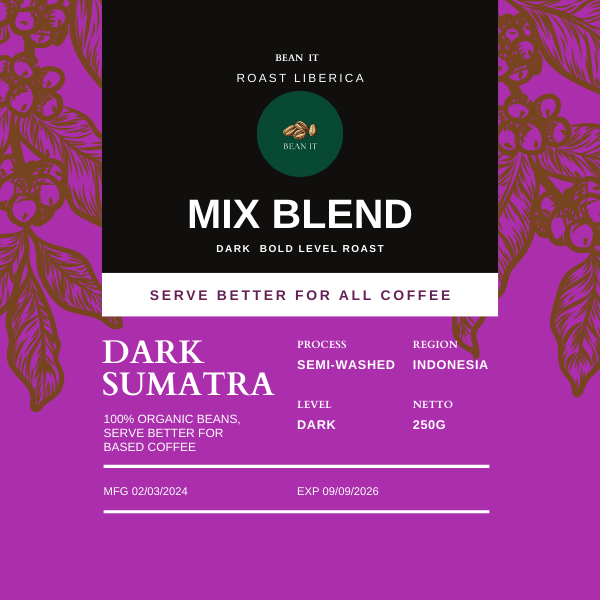 BEAN IT
ROAST LIBERICA
BEAN IT
MIX BLEND
DARK BOLD LEVEL ROAST
SERVE BETTER FOR ALL COFFEE
DARK
SUMATRA
100% ORGANIC BEANS,
SERVE BETTER FOR
BASED COFFEE
PROCESS
SEMI-WASHED
REGION
INDONESIA
LEVEL
DARK
NETTO
250G
MFG 02/03/2024
EXP 09/09/2026